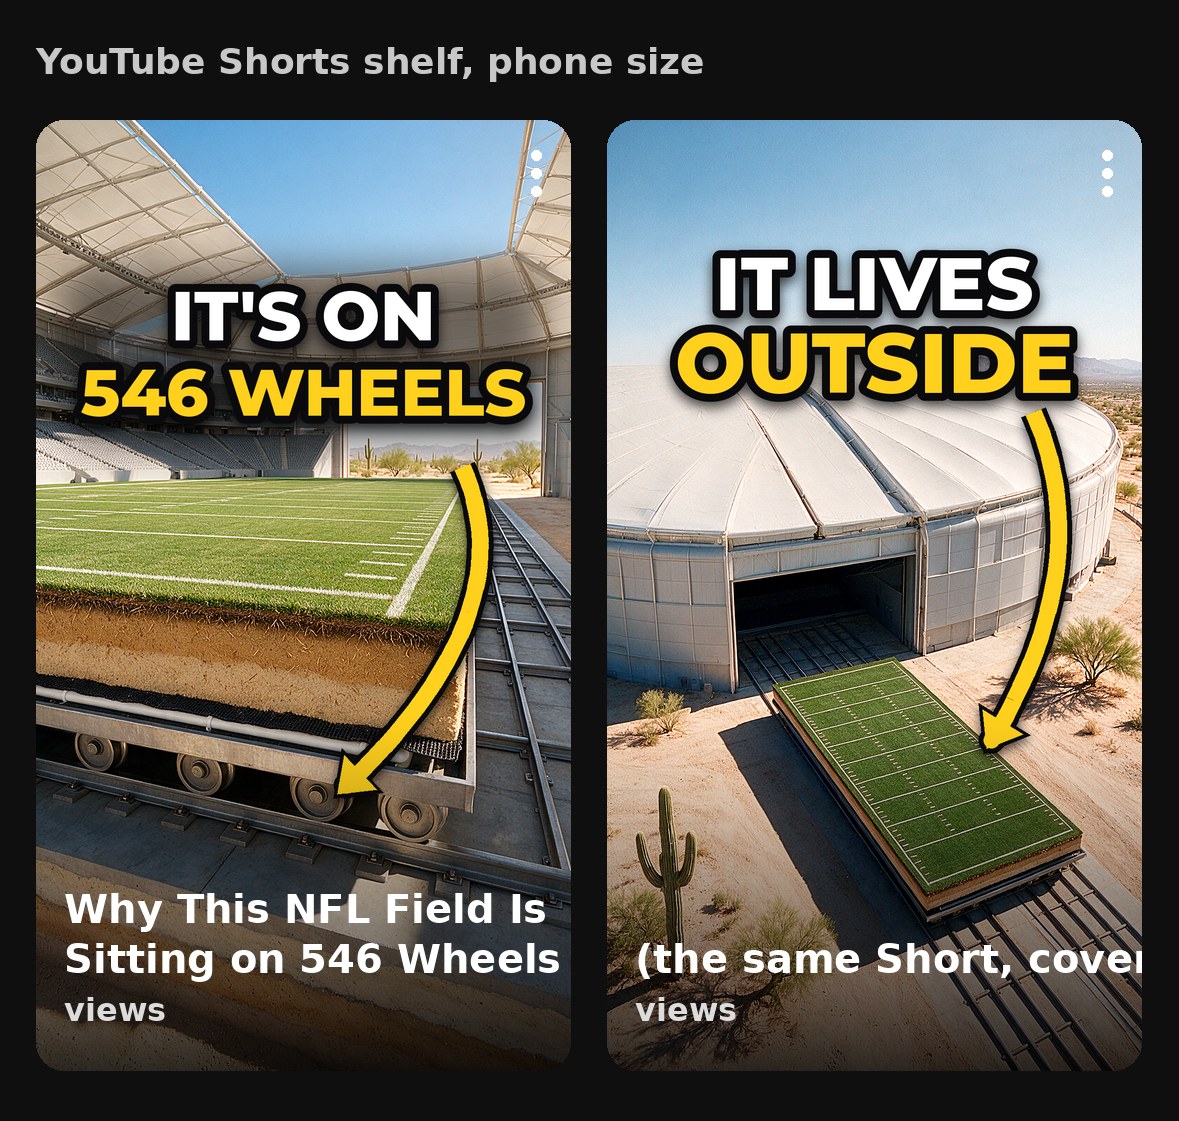 YouTube Shorts shelf, phone size
IT'S ON
546 WHEELS
Why This NFL Field Is
Sitting on 546 Wheels
views
IT LIVES
OUTSIDE
(the same Short, cover
views